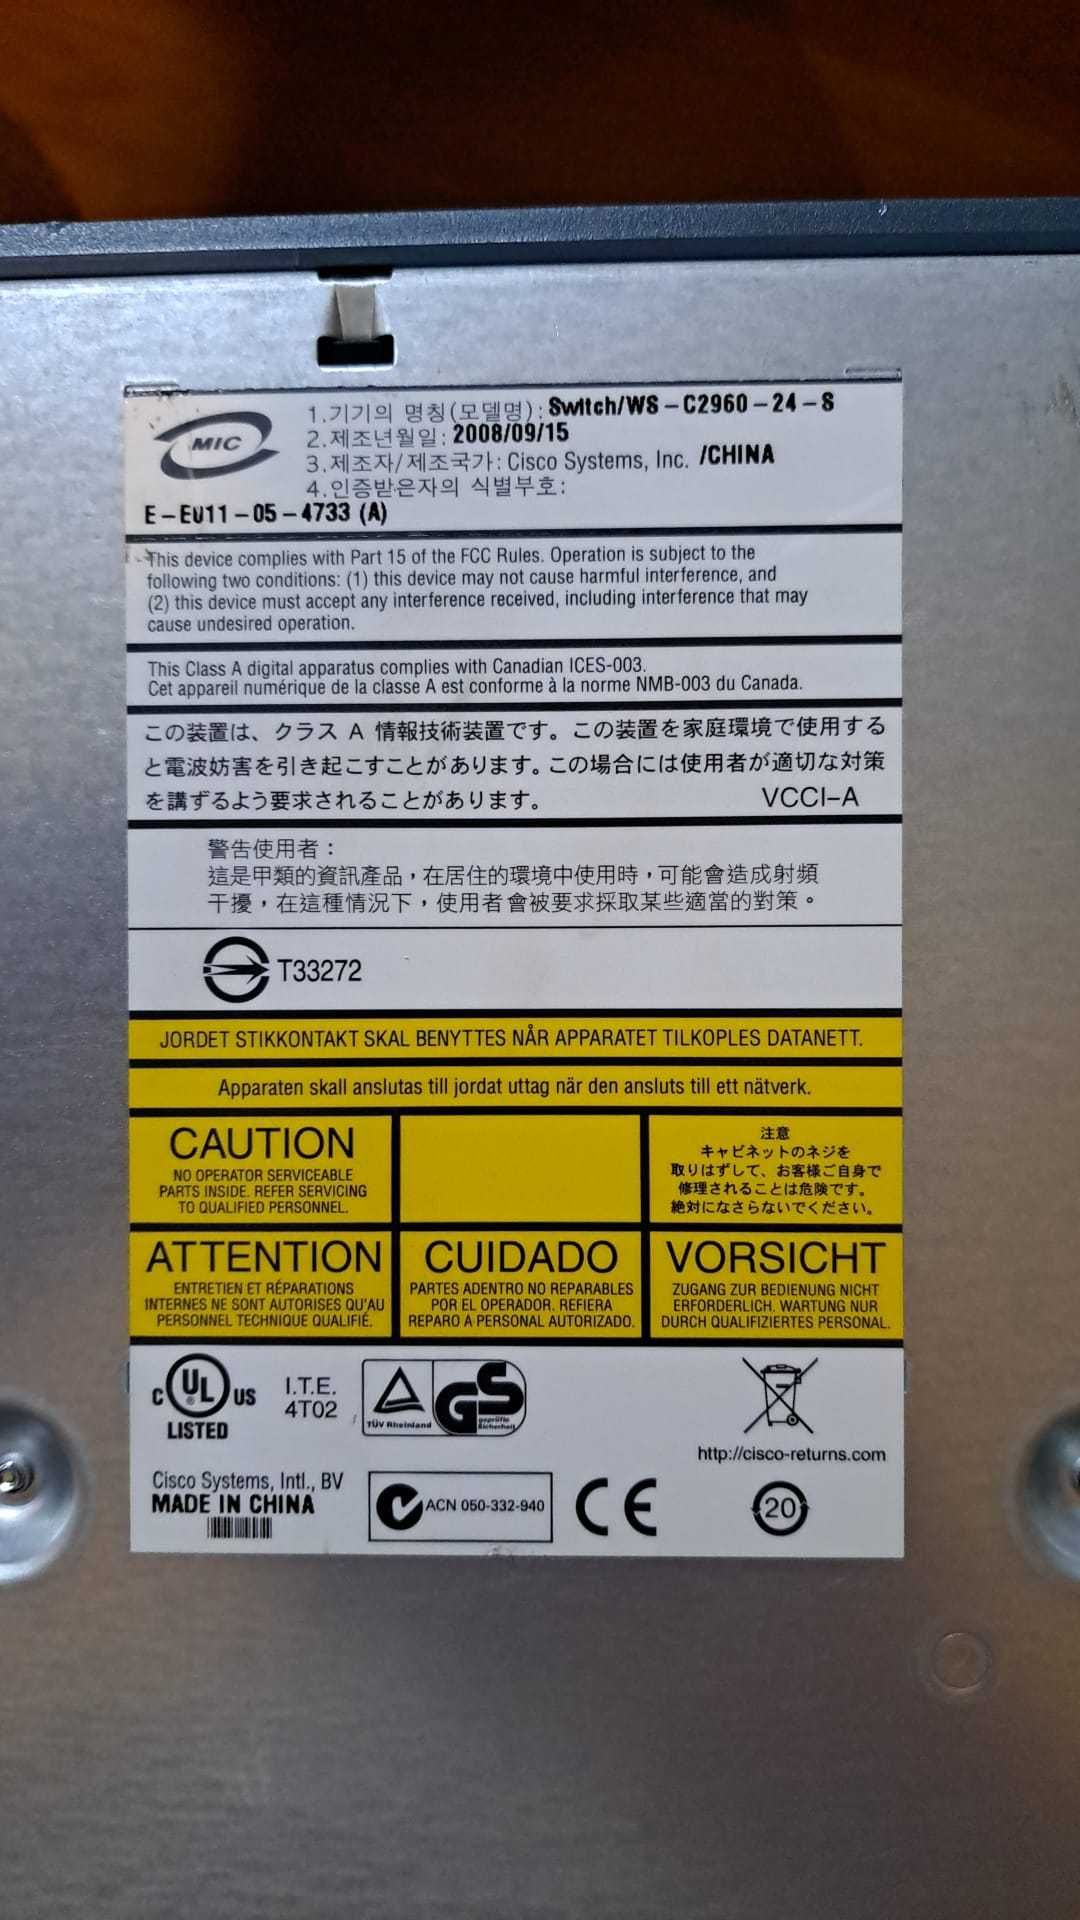 MIC
1.기기의 명칭(모델명): Switch/WS-C2960-24-S
2.제조년월일: 2008/09/15
3.제조자/제조국가: Cisco Systems, Inc. /CHINA
4.인증받은자의 식별부호:
E-EU11-05-4733 (A)
This device complies with Part 15 of the FCC Rules. Operation is subject to the
following two conditions: (1) this device may not cause harmful interference, and
(2) this device must accept any interference received, including interference that may
cause undesired operation.
This Class A digital apparatus complies with Canadian ICES-003.
Cet appareil numérique de la classe A est conforme à la norme NMB-003 du Canada.
この装置は、クラス A 情報技術装置です。この装置を家庭環境で使用する
と電波妨害を引き起こすことがあります。この場合には使用者が適切な対策
を講ずるよう要求されることがあります。 VCCI-A
警告使用者：
這是甲類的資訊產品，在居住的環境中使用時，可能會造成射頻
干擾，在這種情況下，使用者會被要求採取某些適當的對策。
T33272
JORDET STIKKONTAKT SKAL BENYTTES NÅR APPARATET TILKOPLES DATANETT.
Apparaten skall anslutas till jordat uttag när den ansluts till ett nätverk.
CAUTION
NO OPERATOR SERVICEABLE
PARTS INSIDE. REFER SERVICING
TO QUALIFIED PERSONNEL.
注意
キャビネットのネジを
取りはずして、お客様ご自身で
修理されることは危険です。
絶対になさらないでください。
ATTENTION
ENTRETIEN ET RÉPARATIONS
INTERNES NE SONT AUTORISES QU'AU
PERSONNEL TECHNIQUE QUALIFIÉ.
CUIDADO
PARTES ADENTRO NO REPARABLES
POR EL OPERADOR. REFIERA
REPARO A PERSONAL AUTORIZADO.
VORSICHT
ZUGANG ZUR BEDIENUNG NICHT
ERFORDERLICH. WARTUNG NUR
DURCH QUALIFIZIERTES PERSONAL.
C UL US
LISTED
I.T.E.
4T02
TÜV Rheinland
GS
geprüfte
Sicherheit
http://cisco-returns.com
Cisco Systems, Intl., BV
MADE IN CHINA
ACN 050-332-940
CE
20